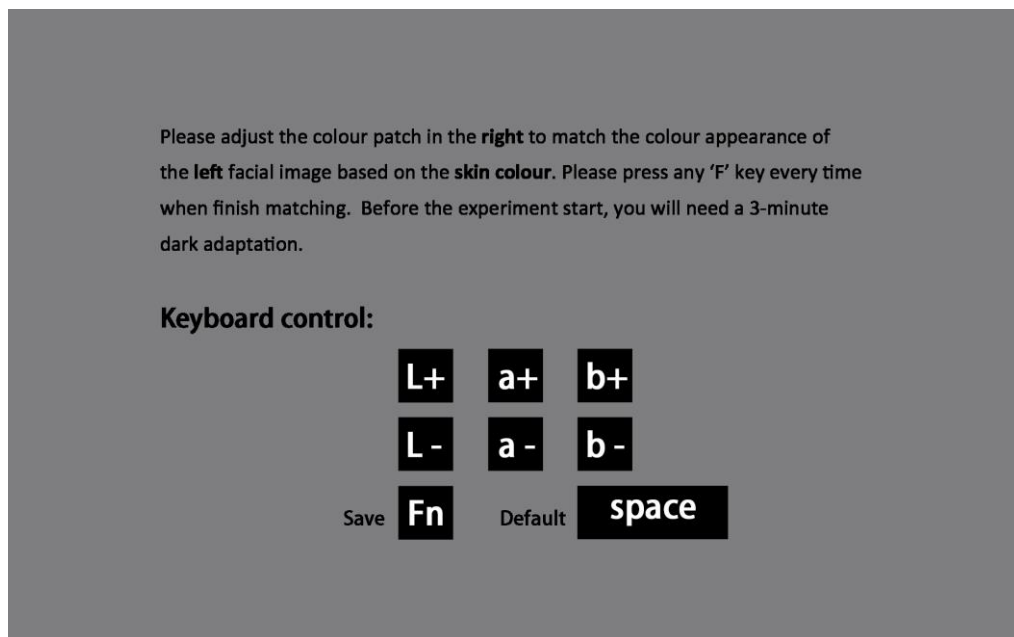 Please adjust the colour patch in the right to match the colour appearance of
the left facial image based on the skin colour. Please press any ‘F’ key every time
when finish matching.  Before the experiment start, you will need a 3-minute
dark adaptation.
Keyboard control:
L+ a+ b+
L - a - b -
Save Fn Default space